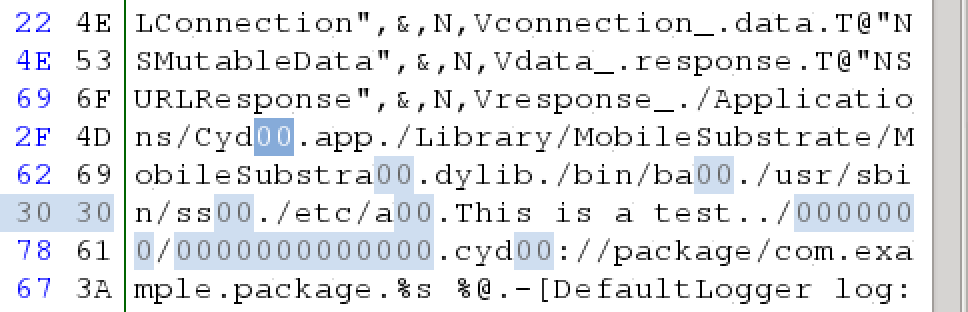 22 4E LConnection",&,N,Vconnection_.data.T@"N
4E 53 SMutableData",&,N,Vdata_.response.T@"NS
69 6F URLResponse",&,N,Vresponse_./Applicatio
2F 4D ns/Cyd00.app./Library/MobileSubstrate/M
62 69 obileSubstra00.dylib./bin/ba00./usr/sbi
30 30 n/ss00./etc/a00.This is a test../000000
78 61 0/0000000000000.cyd00://package/com.exa
67 3A mple.package.%s %@.-[DefaultLogger log: